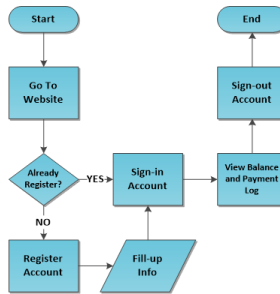 Start
Go To
Website
Already
Register?
YES
NO
Register
Account
Fill-up
Info
Sign-in
Account
View Balance
and Payment
Log
Sign-out
Account
End